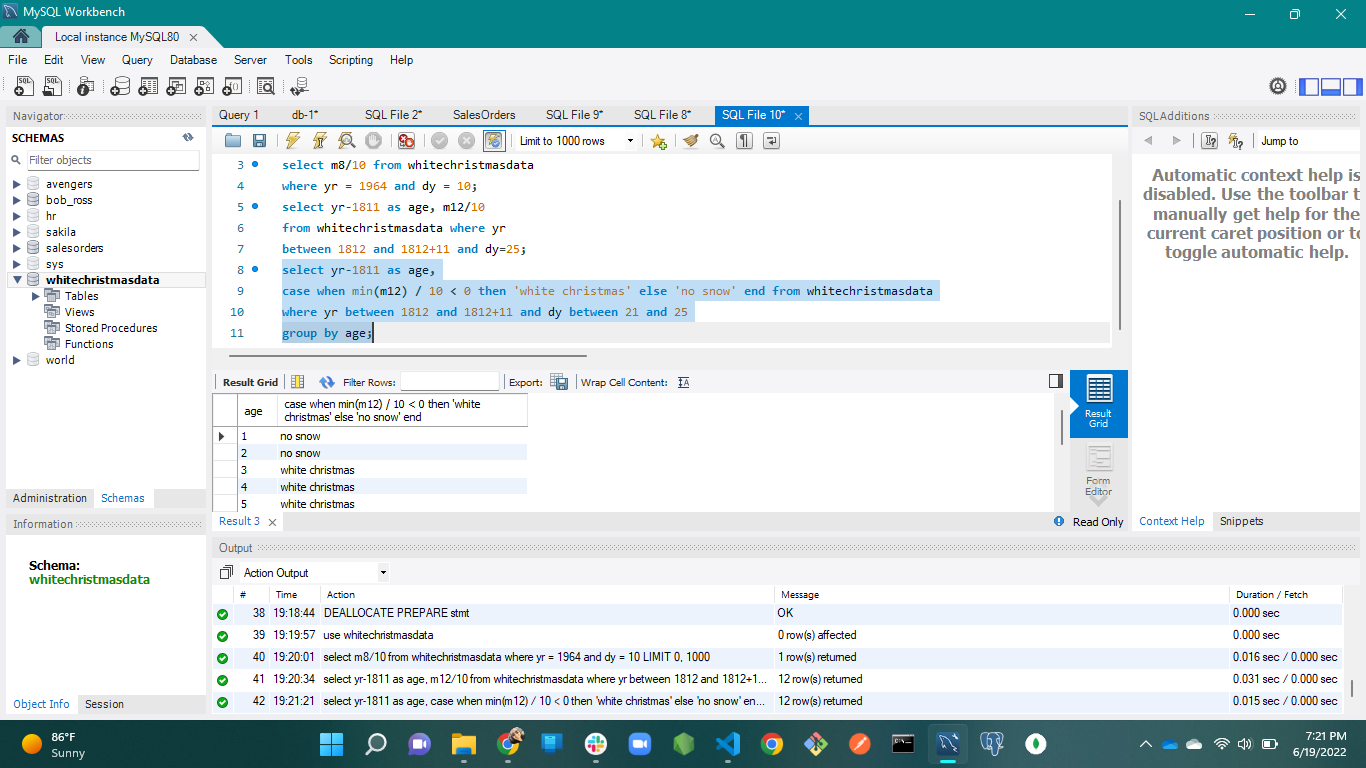 MySQL Workbench
Local instance MySQL80
File Edit View Query Database Server Tools Scripting Help
Navigator
SCHEMAS
Filter objects
avengers
bob_ross
hr
sakila
salesorders
sys
whitechristmasdata
Tables
Views
Stored Procedures
Functions
world
Administration Schemas
Information
Schema:
whitechristmasdata
Object Info Session
Query 1 db-1* SQL File 2* SalesOrders SQL File 9* SQL File 8* SQL File 10*
Limit to 1000 rows
3 select m8/10 from whitechristmasdata
4 where yr = 1964 and dy = 10;
5 select yr-1811 as age, m12/10
6 from whitechristmasdata where yr
7 between 1812 and 1812+11 and dy=25;
8 select yr-1811 as age,
9 case when min(m12) / 10 < 0 then 'white christmas' else 'no snow' end from whitechristmasdata
10 where yr between 1812 and 1812+11 and dy between 21 and 25
11 group by age;
Result Grid Filter Rows: Export: Wrap Cell Content:
age case when min(m12) / 10 < 0 then 'white
christmas' else 'no snow' end
1 no snow
2 no snow
3 white christmas
4 white christmas
5 white christmas
Result
Grid
Form
Editor
Result 3 Read Only
Output
Action Output
# Time Action Message Duration / Fetch
38 19:18:44 DEALLOCATE PREPARE stmt OK 0.000 sec
39 19:19:57 use whitechristmasdata 0 row(s) affected 0.000 sec
40 19:20:01 select m8/10 from whitechristmasdata where yr = 1964 and dy = 10 LIMIT 0, 1000 1 row(s) returned 0.016 sec / 0.000 sec
41 19:20:34 select yr-1811 as age, m12/10 from whitechristmasdata where yr between 1812 and 1812+1... 12 row(s) returned 0.031 sec / 0.000 sec
42 19:21:21 select yr-1811 as age, case when min(m12) / 10 < 0 then 'white christmas' else 'no snow' en... 12 row(s) returned 0.015 sec / 0.000 sec
SQLAdditions
Jump to
Automatic context help is
disabled. Use the toolbar t
manually get help for the
current caret position or to
toggle automatic help.
Context Help Snippets
86°F
Sunny
7:21 PM
6/19/2022